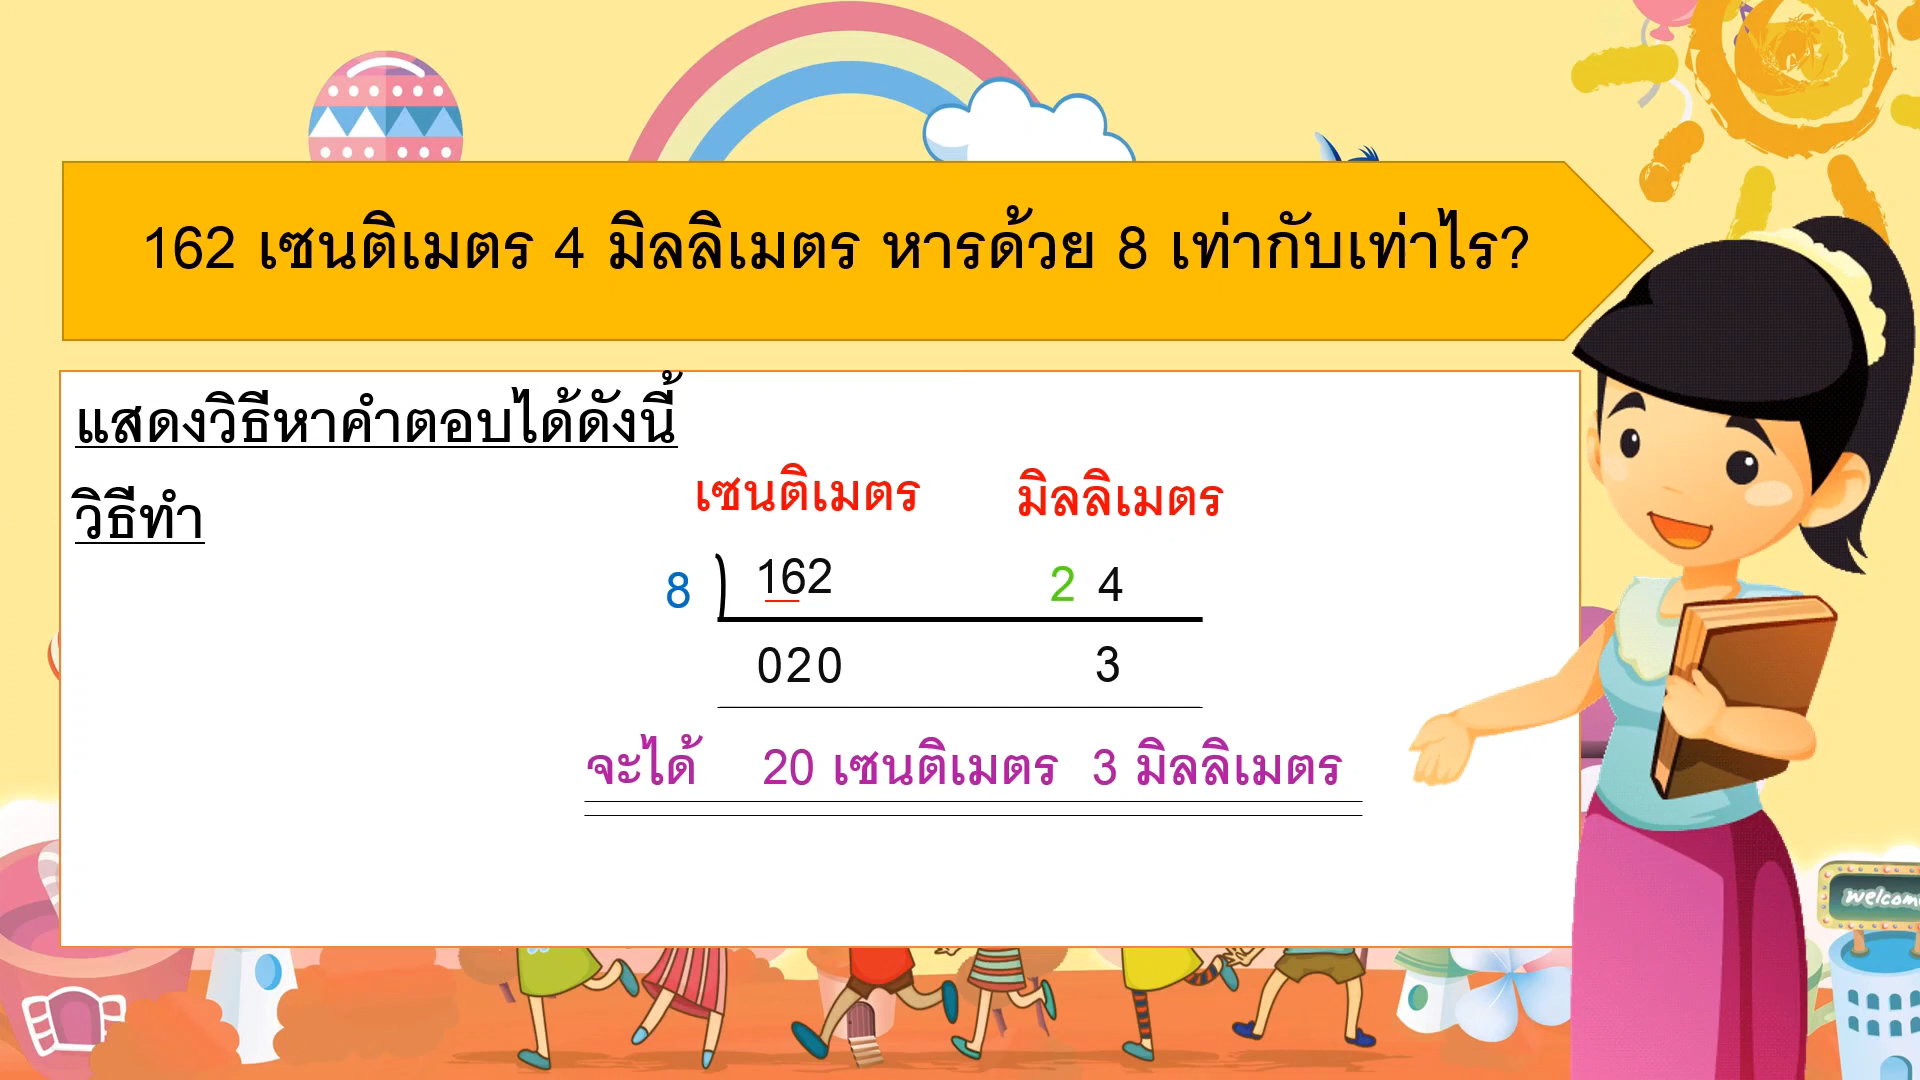 162 เซนติเมตร 4 มิลลิเมตร หารด้วย 8 เท่ากับเท่าไร?
แสดงวิธีหาคำตอบได้ดังนี้
วิธีทำ
เซนติเมตร มิลลิเมตร
8 162 2 4
020 3
จะได้ 20 เซนติเมตร 3 มิลลิเมตร